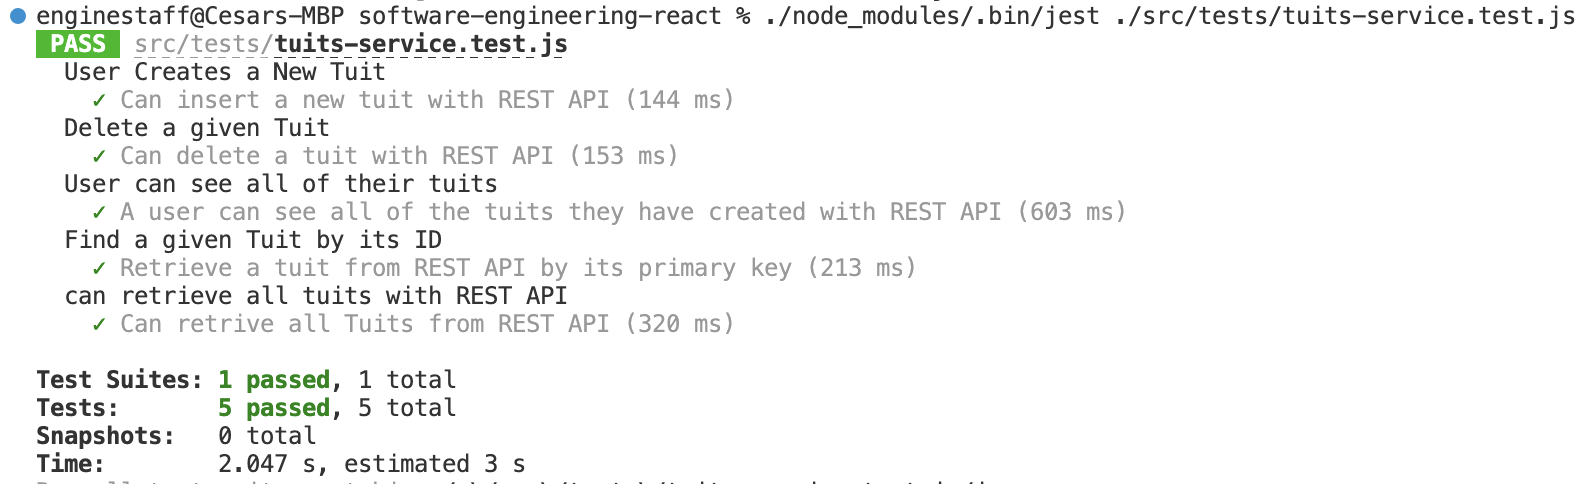 enginestaff@Cesars-MBP software-engineering-react % ./node_modules/.bin/jest ./src/tests/tuits-service.test.js
PASS src/tests/tuits-service.test.js
User Creates a New Tuit
✓ Can insert a new tuit with REST API (144 ms)
Delete a given Tuit
✓ Can delete a tuit with REST API (153 ms)
User can see all of their tuits
✓ A user can see all of the tuits they have created with REST API (603 ms)
Find a given Tuit by its ID
✓ Retrieve a tuit from REST API by its primary key (213 ms)
can retrieve all tuits with REST API
✓ Can retrive all Tuits from REST API (320 ms)
Test Suites: 1 passed, 1 total
Tests: 5 passed, 5 total
Snapshots: 0 total
Time: 2.047 s, estimated 3 s